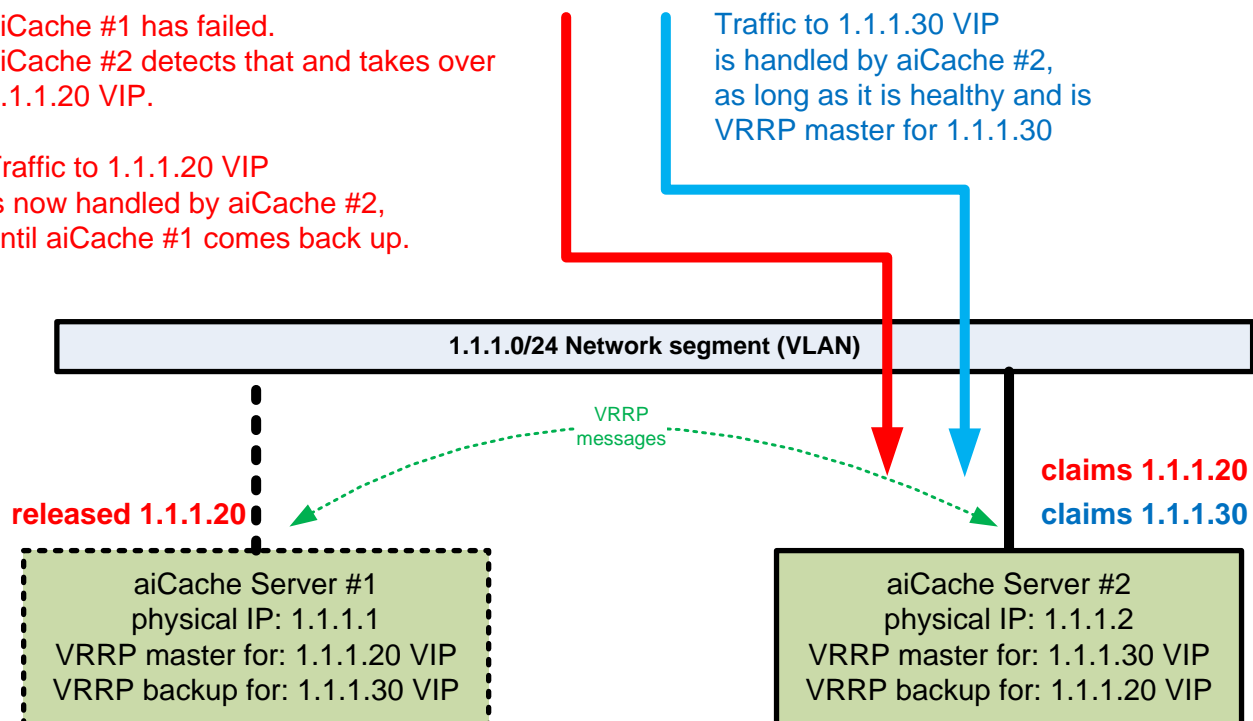 iCache #1 has failed.
iCache #2 detects that and takes over
.1.1.20 VIP.
Traffic to 1.1.1.20 VIP
s now handled by aiCache #2,
ntil aiCache #1 comes back up.
Traffic to 1.1.1.30 VIP
is handled by aiCache #2,
as long as it is healthy and is
VRRP master for 1.1.1.30
1.1.1.0/24 Network segment (VLAN)
VRRP
messages
released 1.1.1.20
claims 1.1.1.20
claims 1.1.1.30
aiCache Server #1
physical IP: 1.1.1.1
VRRP master for: 1.1.1.20 VIP
VRRP backup for: 1.1.1.30 VIP
aiCache Server #2
physical IP: 1.1.1.2
VRRP master for: 1.1.1.30 VIP
VRRP backup for: 1.1.1.20 VIP